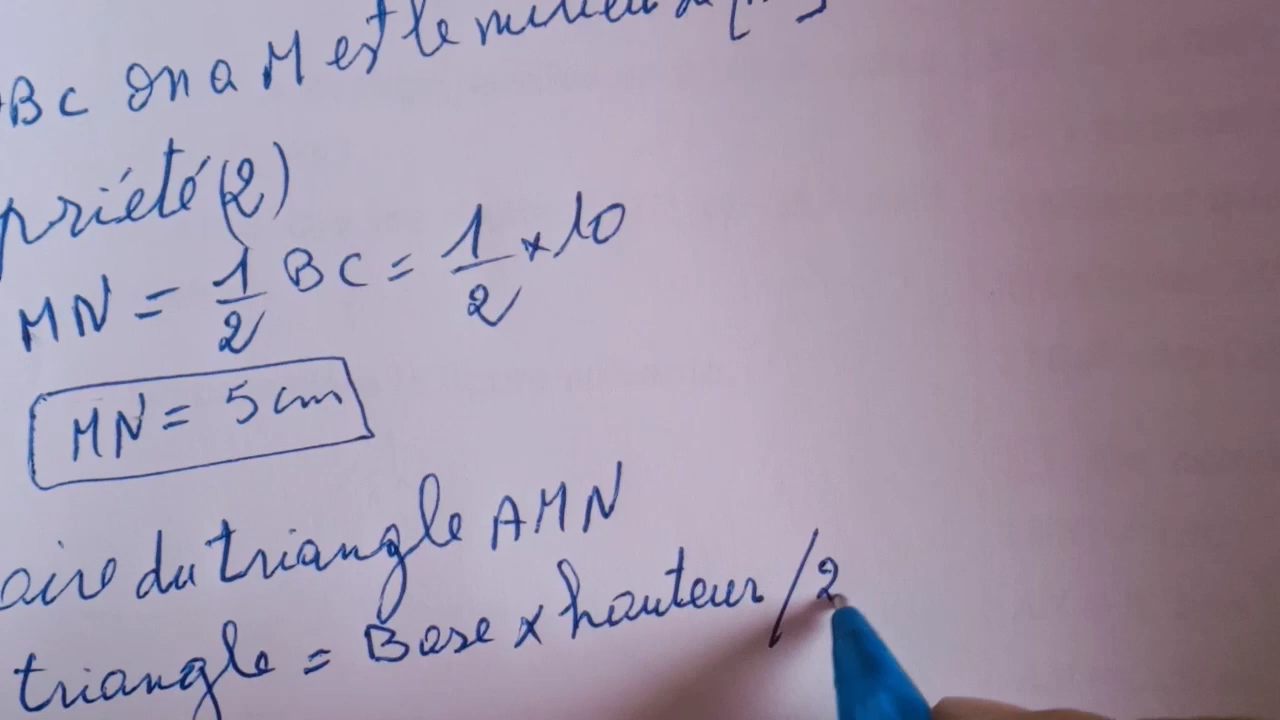 BC on a M est le milieu
priété (2)
MN = 1/2 BC = 1/2 × 10
MN = 5 cm
aire du triangle AMN
triangle = Base × hauteur / 2